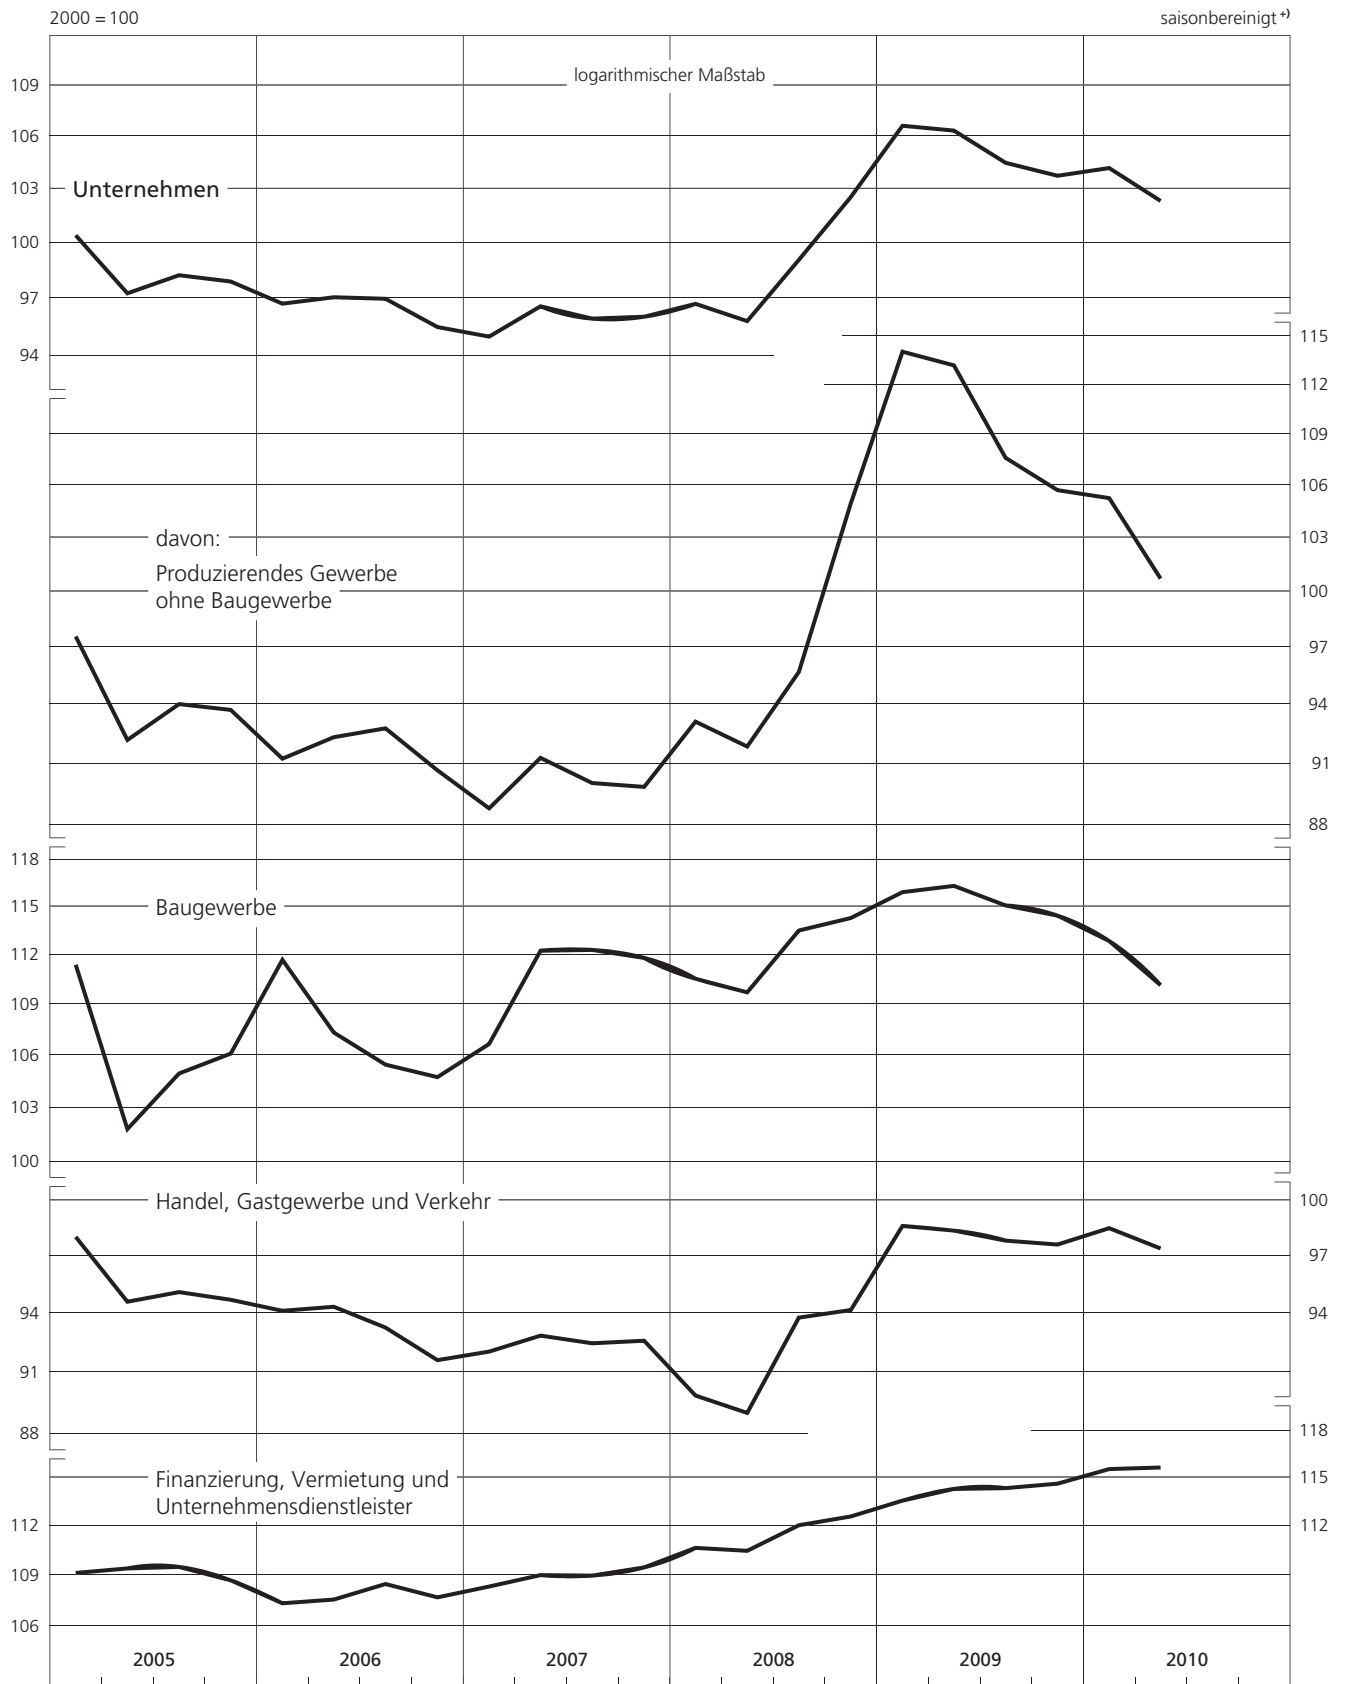 2000 = 100 saisonbereinigt +)
logarithmischer Maßstab
109
106
103 Unternehmen
100
97
115
94
112
109
106
davon: 103
Produzierendes Gewerbe
ohne Baugewerbe 100
97
94
91
88
118
115 Baugewerbe
112
109
106
103
100
Handel, Gastgewerbe und Verkehr 100
97
94 94
91
88 118
Finanzierung, Vermietung und 115
Unternehmensdienstleister
112 112
109
106
2005 2006 2007 2008 2009 2010